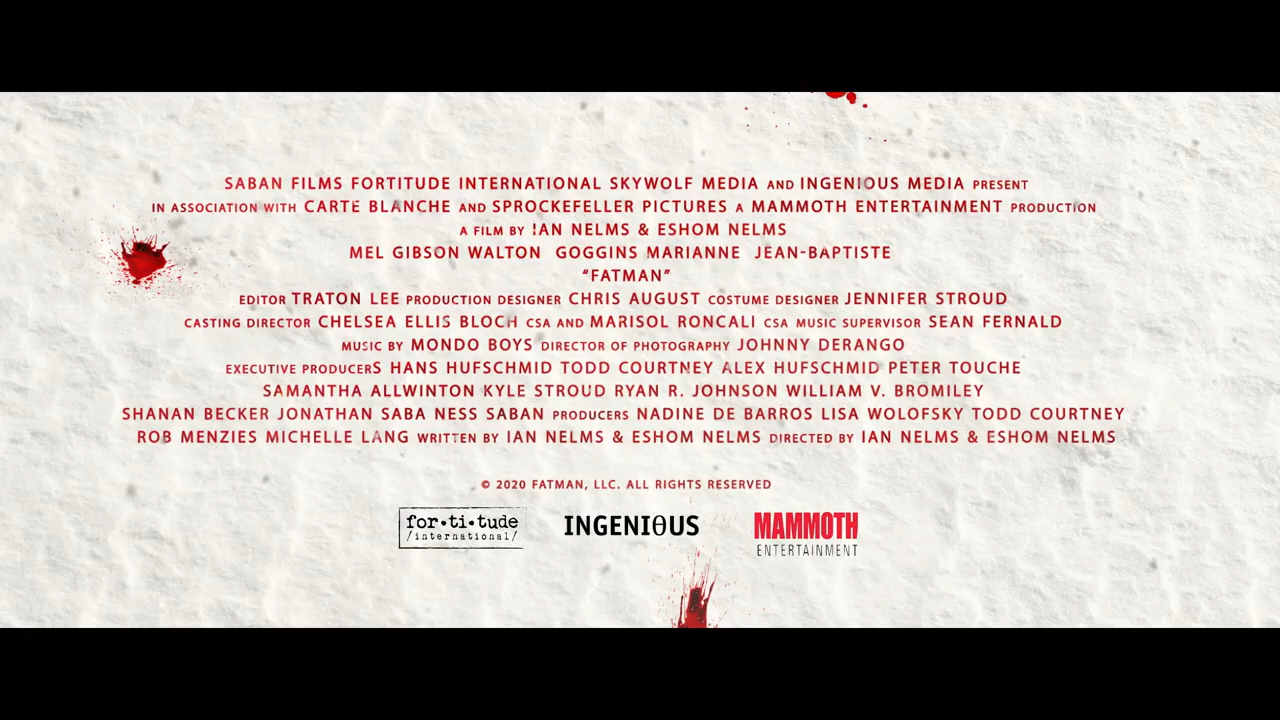 SABAN FILMS FORTITUDE INTERNATIONAL SKYWOLF MEDIA AND INGENIOUS MEDIA PRESENT
IN ASSOCIATION WITH CARTE BLANCHE AND SPROCKEFELLER PICTURES A MAMMOTH ENTERTAINMENT PRODUCTION
A FILM BY IAN NELMS & ESHOM NELMS
MEL GIBSON WALTON GOGGINS MARIANNE JEAN-BAPTISTE
"FATMAN"
EDITOR TRATON LEE PRODUCTION DESIGNER CHRIS AUGUST COSTUME DESIGNER JENNIFER STROUD
CASTING DIRECTOR CHELSEA ELLIS BLOCH CSA AND MARISOL RONCALI CSA MUSIC SUPERVISOR SEAN FERNALD
MUSIC BY MONDO BOYS DIRECTOR OF PHOTOGRAPHY JOHNNY DERANGO
EXECUTIVE PRODUCERS HANS HUFSCHMID TODD COURTNEY ALEX HUFSCHMID PETER TOUCHE
SAMANTHA ALLWINTON KYLE STROUD RYAN R. JOHNSON WILLIAM V. BROMILEY
SHANAN BECKER JONATHAN SABA NESS SABAN PRODUCERS NADINE DE BARROS LISA WOLOFSKY TODD COURTNEY
ROB MENZIES MICHELLE LANG WRITTEN BY IAN NELMS & ESHOM NELMS DIRECTED BY IAN NELMS & ESHOM NELMS
© 2020 FATMAN, LLC. ALL RIGHTS RESERVED
for•ti•tude
/international/
INGENIOUS
MAMMOTH
ENTERTAINMENT